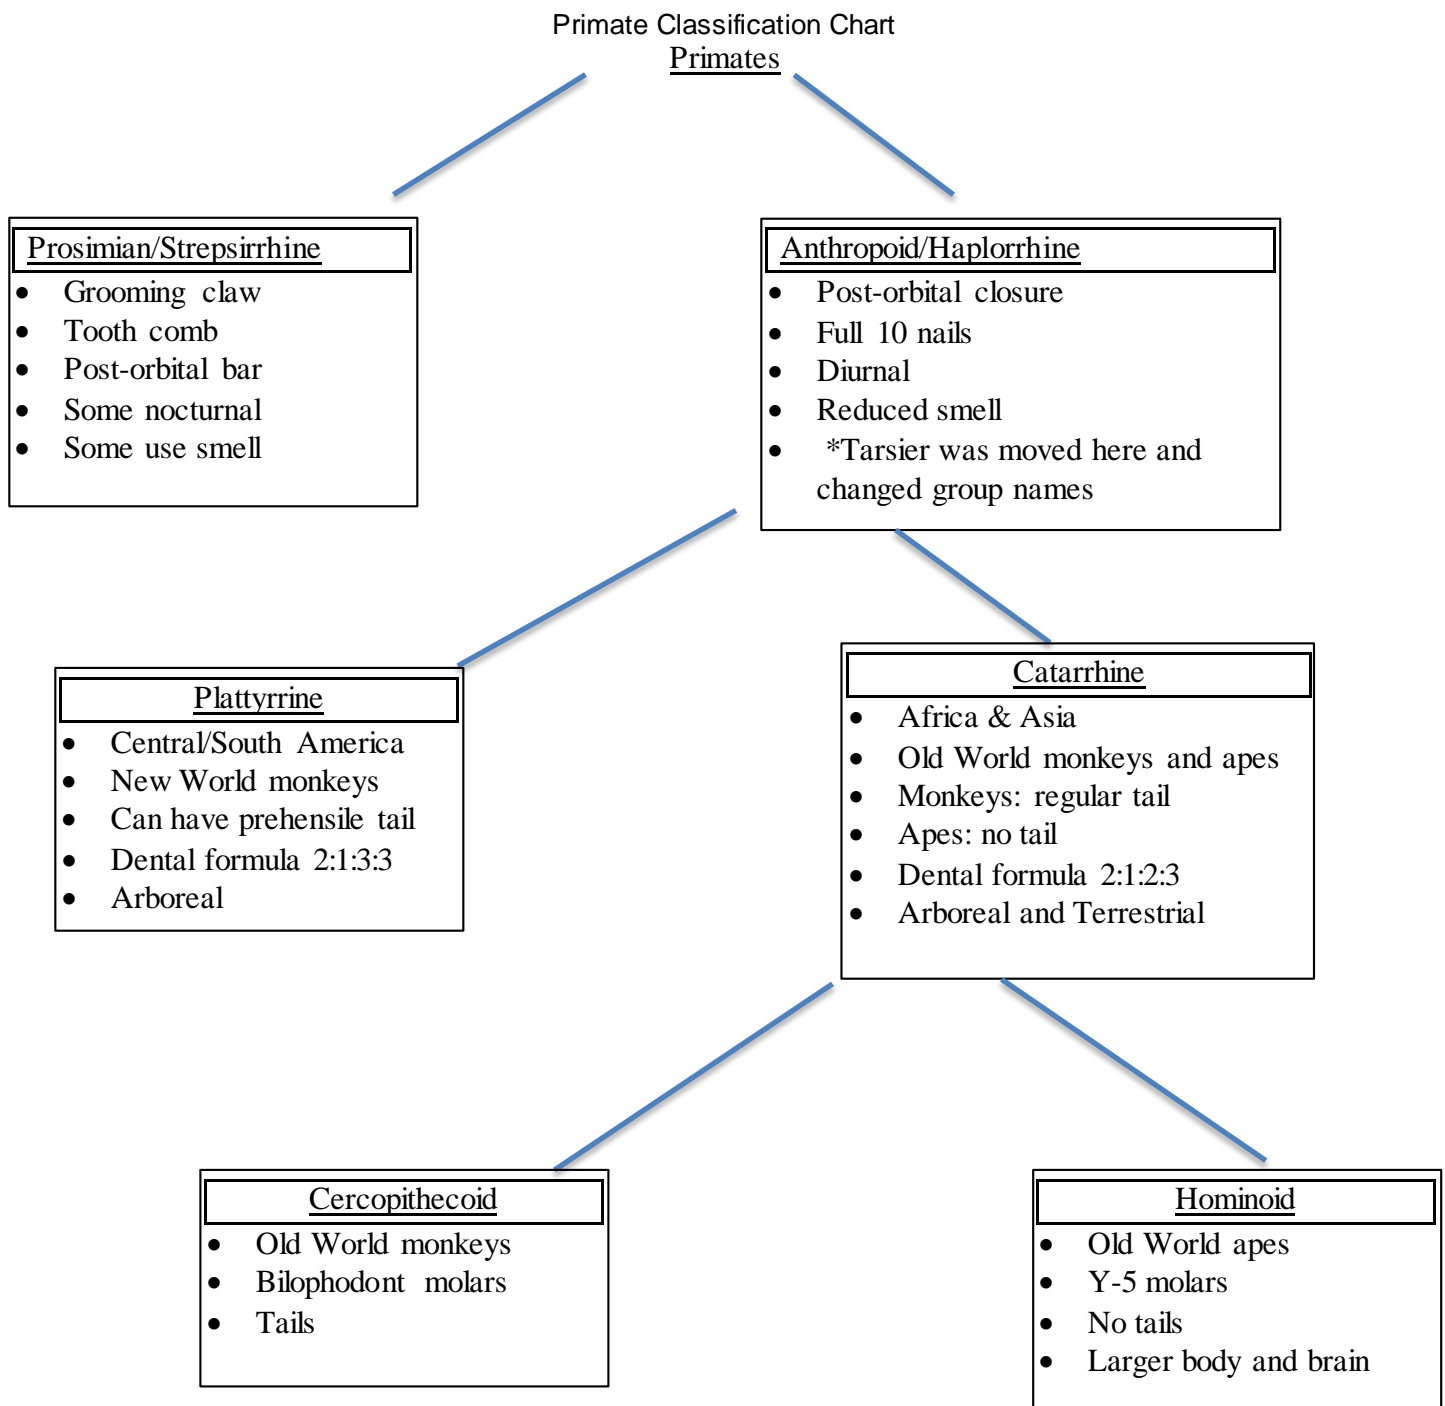 Primate Classification Chart
Primates
Prosimian/Strepsirrhine
• Grooming claw
• Tooth comb
• Post-orbital bar
• Some nocturnal
• Some use smell
Anthropoid/Haplorrhine
• Post-orbital closure
• Full 10 nails
• Diurnal
• Reduced smell
• *Tarsier was moved here and
changed group names
Plattyrrine
• Central/South America
• New World monkeys
• Can have prehensile tail
• Dental formula 2:1:3:3
• Arboreal
Catarrhine
• Africa & Asia
• Old World monkeys and apes
• Monkeys: regular tail
• Apes: no tail
• Dental formula 2:1:2:3
• Arboreal and Terrestrial
Cercopithecoid
• Old World monkeys
• Bilophodont molars
• Tails
Hominoid
• Old World apes
• Y-5 molars
• No tails
• Larger body and brain